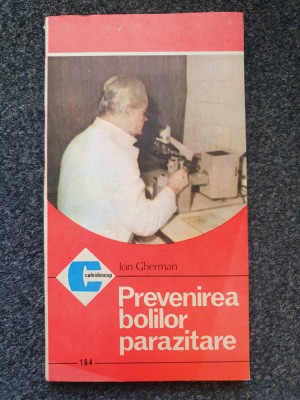 Ion Gherman
caleidoscop
Prevenirea
bolilor
parazitare
184